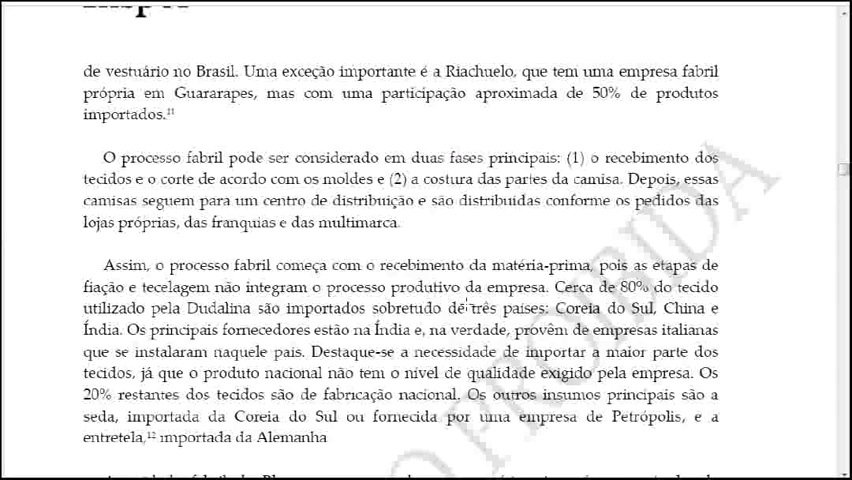 de vestuário no Brasil. Uma exceção importante é a Riachuelo, que tem uma empresa fabril
própria em Guararapes, mas com uma participação aproximada de 50% de produtos
importados.¹¹
O processo fabril pode ser considerado em duas fases principais: (1) o recebimento dos
tecidos e o corte de acordo com os moldes e (2) a costura das partes da camisa. Depois, essas
camisas seguem para um centro de distribuição e são distribuídas conforme os pedidos das
lojas próprias, das franquias e das multimarca.
Assim, o processo fabril começa com o recebimento da matéria-prima, pois as etapas de
fiação e tecelagem não integram o processo produtivo da empresa. Cerca de 80% do tecido
utilizado pela Dudalina são importados sobretudo de três países: Coreia do Sul, China e
Índia. Os principais fornecedores estão na Índia e, na verdade, provêm de empresas italianas
que se instalaram naquele país. Destaque-se a necessidade de importar a maior parte dos
tecidos, já que o produto nacional não tem o nível de qualidade exigido pela empresa. Os
20% restantes dos tecidos são de fabricação nacional. Os outros insumos principais são a
seda, importada da Coreia do Sul ou fornecida por uma empresa de Petrópolis, e a
entretela,¹² importada da Alemanha
O PROIBIDA